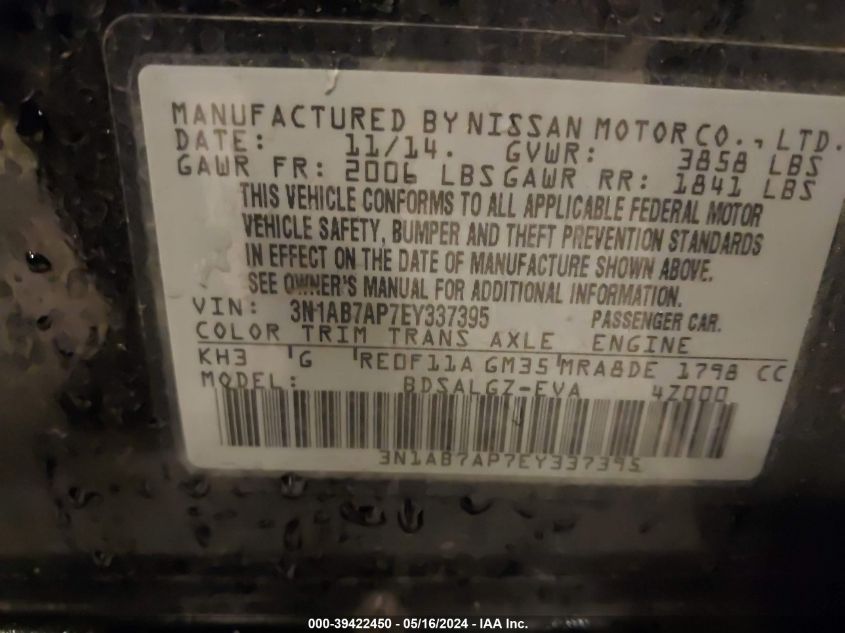 MANUFACTURED BY NISSAN MOTOR CO., LTD.
DATE: 11/14. GVWR: 3858 LBS
GAWR FR: 2006 LBS GAWR RR: 1841 LBS
THIS VEHICLE CONFORMS TO ALL APPLICABLE FEDERAL MOTOR
VEHICLE SAFETY, BUMPER AND THEFT PREVENTION STANDARDS
IN EFFECT ON THE DATE OF MANUFACTURE SHOWN ABOVE.
SEE OWNER'S MANUAL FOR ADDITIONAL INFORMATION.
VIN: 3N1AB7AP7EY337395 PASSENGER CAR.
COLOR TRIM TRANS AXLE ENGINE
KH3 G RE0F11A GM35 MRA8DE 1798 CC
MODEL: BDSALGZ-EVA 4Z000
3N1AB7AP7EY337395
000-39422450 - 05/16/2024 - IAA Inc.